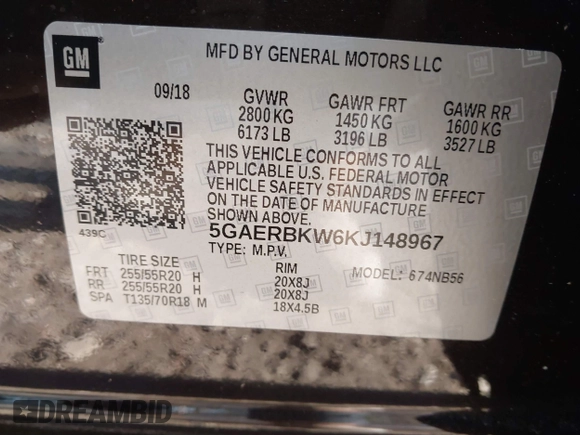 GM
MFD BY GENERAL MOTORS LLC
09/18 GVWR GAWR FRT GAWR RR
2800 KG 1450 KG 1600 KG
6173 LB 3196 LB 3527 LB
THIS VEHICLE CONFORMS TO ALL
APPLICABLE U.S. FEDERAL MOTOR
VEHICLE SAFETY STANDARDS IN EFFECT
ON THE DATE OF MANUFACTURE
SHOWN ABOVE.
439C
5GAERBKW6KJ148967
TYPE: M.P.V.
TIRE SIZE RIM MODEL: 674NB56
FRT 255/55R20 H 20X8J
RR 255/55R20 H 20X8J
SPA T135/70R18 M 18X4.5B
DREAMBID